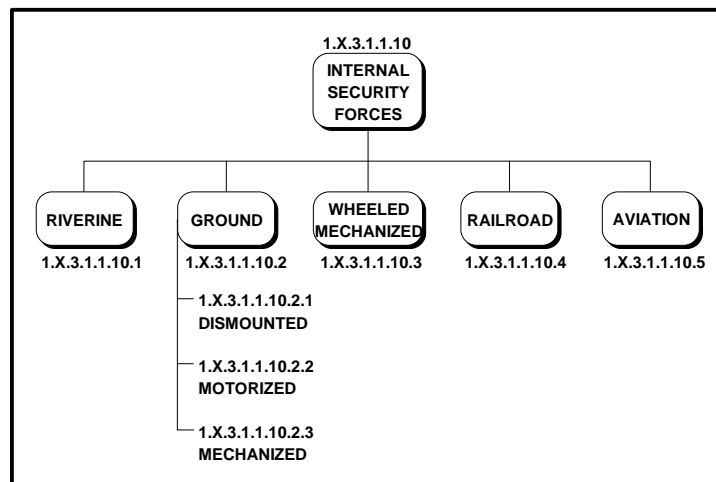 1.X.3.1.1.10
INTERNAL
SECURITY
FORCES
RIVERINE
1.X.3.1.1.10.1
GROUND
1.X.3.1.1.10.2
1.X.3.1.1.10.2.1
DISMOUNTED
1.X.3.1.1.10.2.2
MOTORIZED
1.X.3.1.1.10.2.3
MECHANIZED
WHEELED
MECHANIZED
1.X.3.1.1.10.3
RAILROAD
1.X.3.1.1.10.4
AVIATION
1.X.3.1.1.10.5